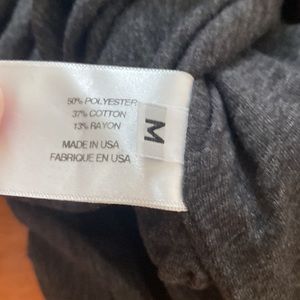 50% POLYESTER
37% COTTON
13% RAYON
MADE IN USA
FABRIQUE EN USA
M